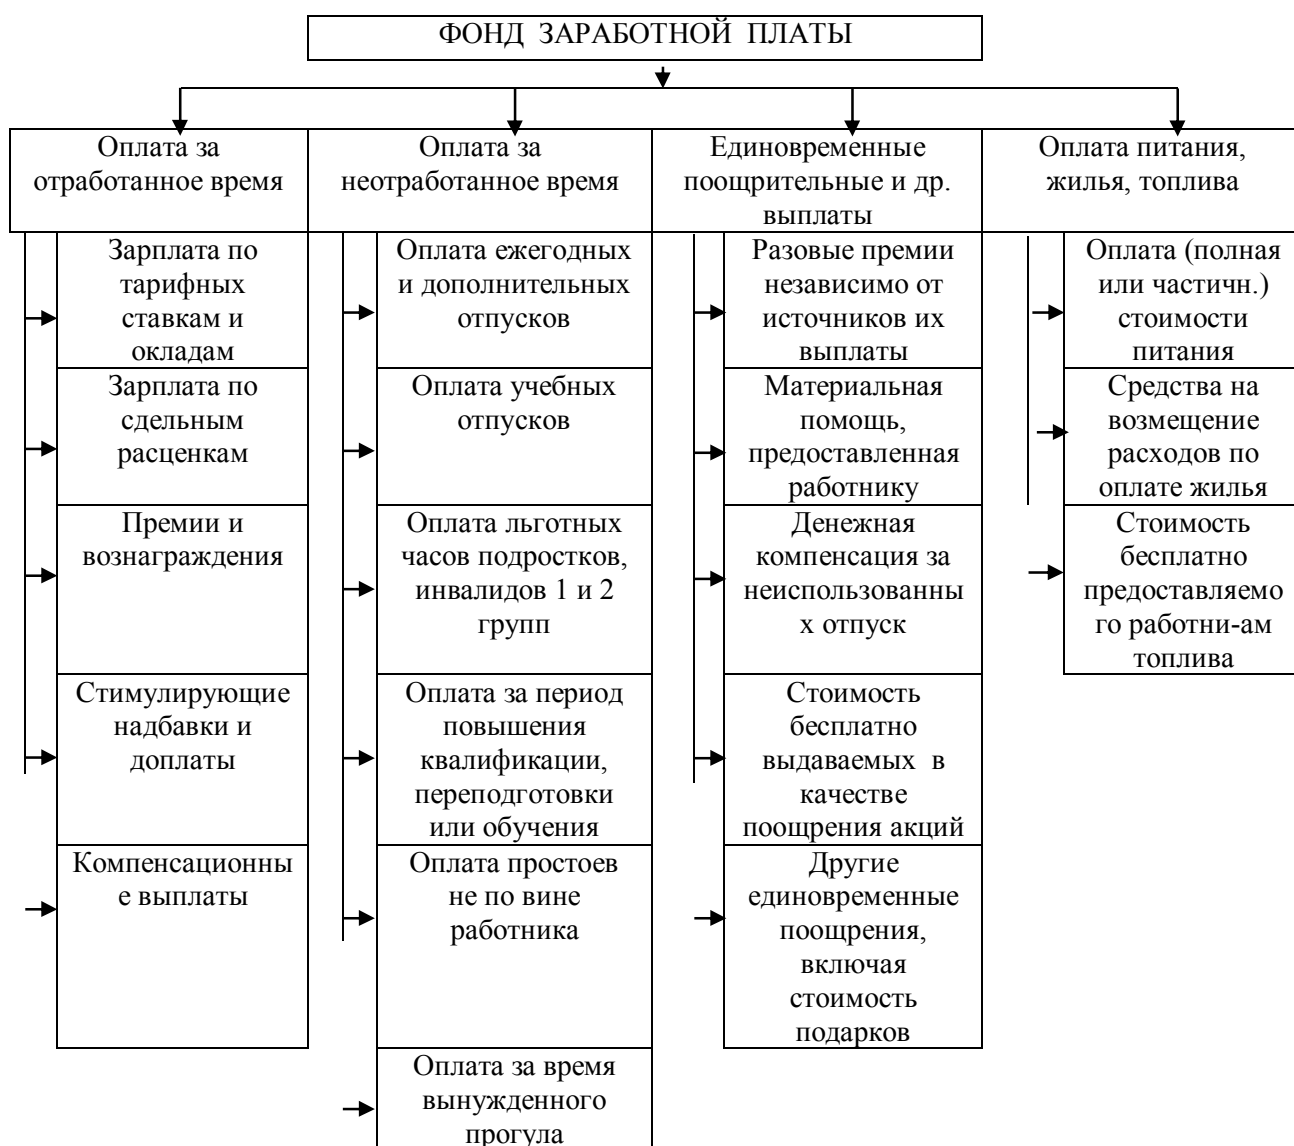 ФОНД ЗАРАБОТНОЙ ПЛАТЫ
Оплата за
отработанное время
Оплата за
неотработанное время
Единовременные
поощрительные и др.
выплаты
Оплата питания,
жилья, топлива
Зарплата по
тарифных
ставкам и
окладам
Зарплата по
сдельным
расценкам
Премии и
вознаграждения
Стимулирующие
надбавки и
доплаты
Компенсационны
е выплаты
Оплата ежегодных
и дополнительных
отпусков
Оплата учебных
отпусков
Оплата льготных
часов подростков,
инвалидов 1 и 2
групп
Оплата за период
повышения
квалификации,
переподготовки
или обучения
Оплата простоев
не по вине
работника
Оплата за время
вынужденного
прогула
Разовые премии
независимо от
источников их
выплаты
Материальная
помощь,
предоставленная
работнику
Денежная
компенсация за
неиспользованны
х отпуск
Стоимость
бесплатно
выдаваемых в
качестве
поощрения акций
Другие
единовременные
поощрения,
включая
стоимость
подарков
Оплата (полная
или частичн.)
стоимости
питания
Средства на
возмещение
расходов по
оплате жилья
Стоимость
бесплатно
предоставляемо
го работни-ам
топлива